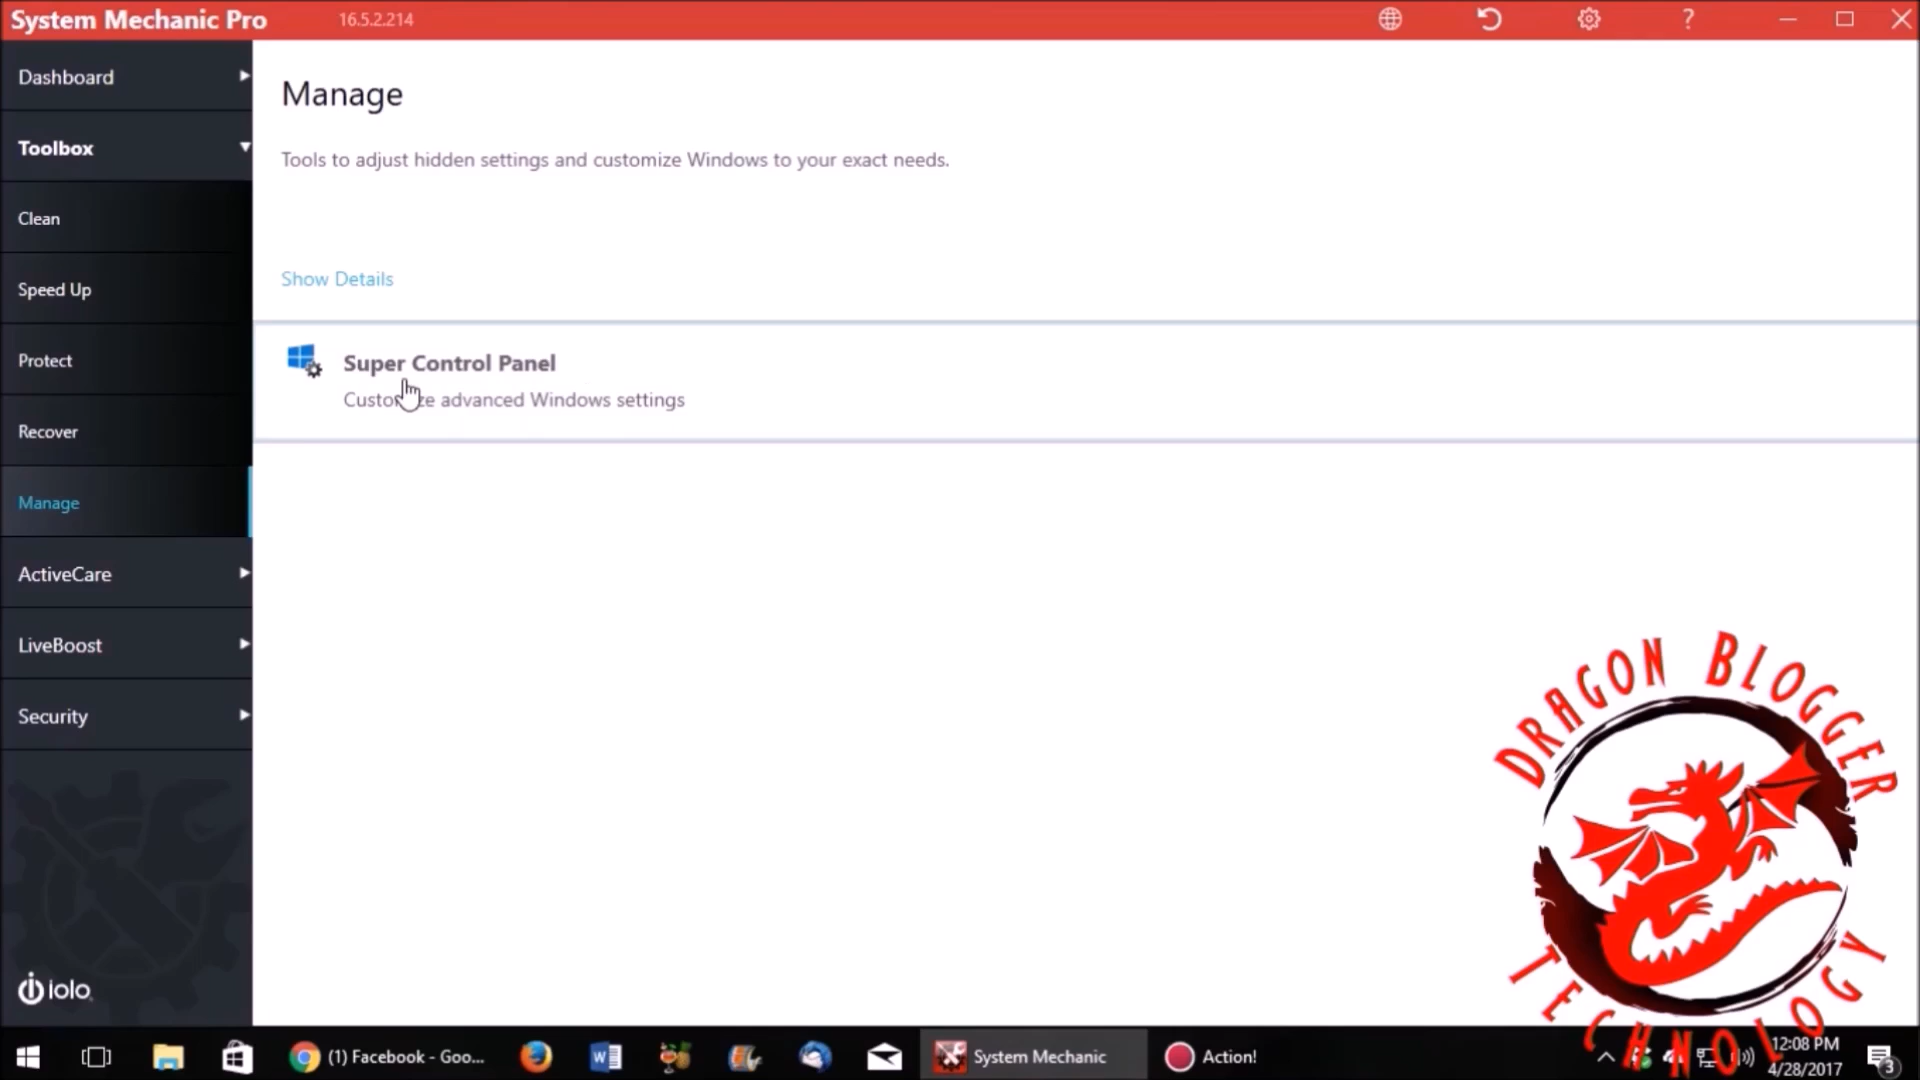 System Mechanic Pro 16.5.2.214 ?
Dashboard
Toolbox
Clean
Speed Up
Protect
Recover
Manage
ActiveCare
LiveBoost
Security
iolo
Manage
Tools to adjust hidden settings and customize Windows to your exact needs.
Show Details
Super Control Panel
Customize advanced Windows settings
DRAGON BLOGGER
TECHNOLOGY
(1) Facebook - Goo...
System Mechanic
Action!
12:08 PM
4/28/2017
3